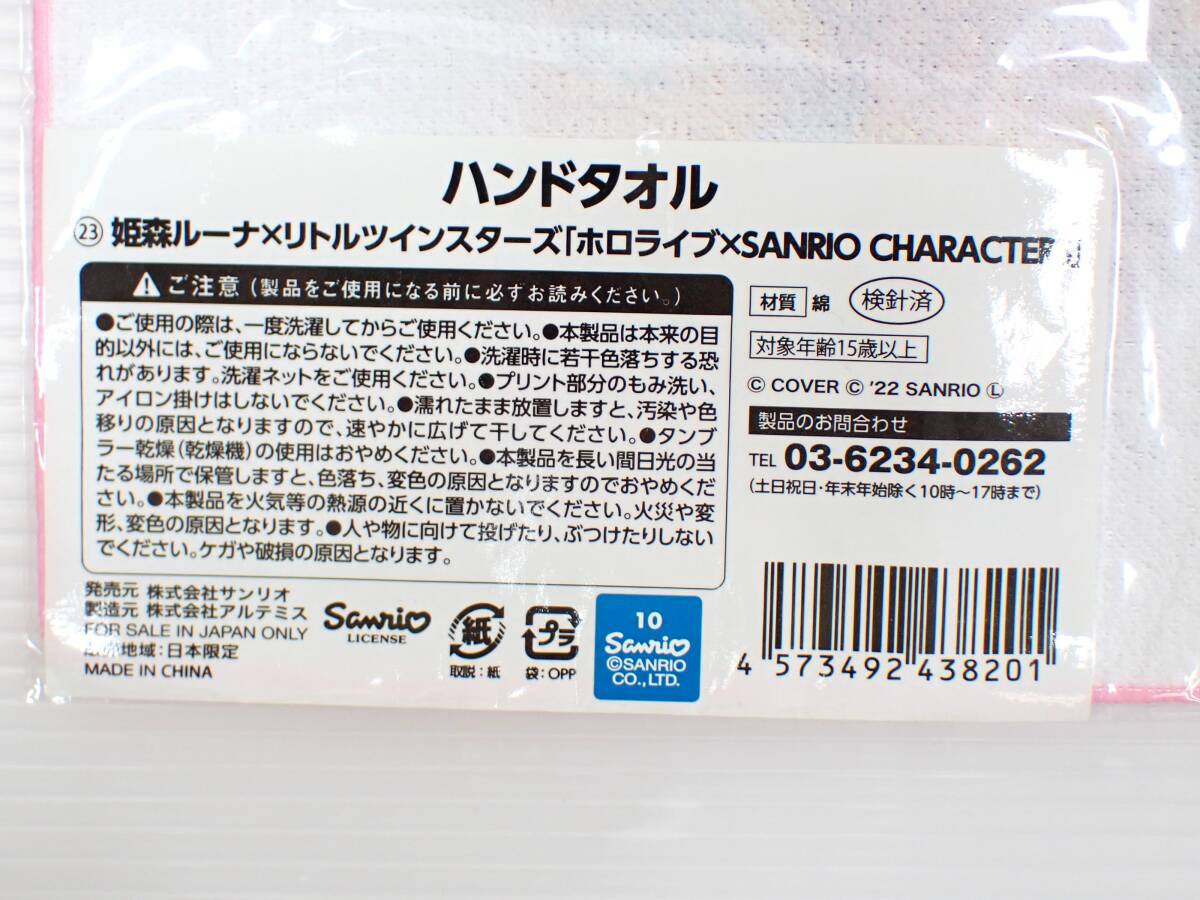 ハンドタオル
㉓ 姫森ルーナ×リトルツインスターズ「ホロライブ×SANRIO CHARACTER
ご注意（製品をご使用になる前に必ずお読みください。）
●ご使用の際は、一度洗濯してからご使用ください。●本製品は本来の目
的以外には、ご使用にならないでください。●洗濯時に若干色落ちする恐
れがあります。洗濯ネットをご使用ください。●プリント部分のもみ洗い、
アイロン掛けはしないでください。●濡れたまま放置しますと、汚染や色
移りの原因となりますので、速やかに広げて干してください。●タンブ
ラー乾燥(乾燥機)の使用はおやめください。●本製品を長い間日光の当
たる場所で保管しますと、色落ち、変色の原因となりますのでおやめくだ
さい。●本製品を火気等の熱源の近くに置かないでください。火災や変
形、変色の原因となります。●人や物に向けて投げたり、ぶつけたりしない
でください。ケガや破損の原因となります。
材質 綿 検針済
対象年齢15歳以上
© COVER © '22 SANRIO Ⓛ
製品のお問合わせ
TEL 03-6234-0262
(土日祝日・年末年始除く10時～17時まで)
発売元 株式会社サンリオ
製造元 株式会社アルテミス
FOR SALE IN JAPAN ONLY
地域:日本限定
MADE IN CHINA
Sanrio
LICENSE
紙
取説:紙
プラ
袋:OPP
10
Sanrio
©SANRIO
CO., LTD.
4 573492 438201